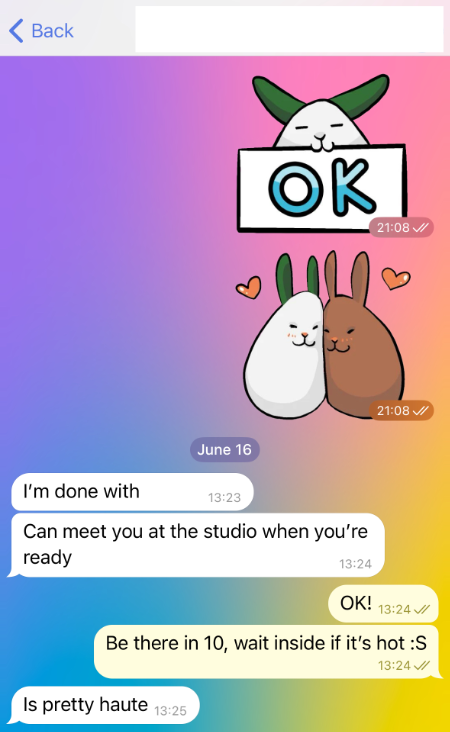 Back
OK
21:08
21:08
June 16
I'm done with
13:23
Can meet you at the studio when you're
ready
13:24
OK!
13:24
Be there in 10, wait inside if it's hot :S
13:24
Is pretty haute
13:25